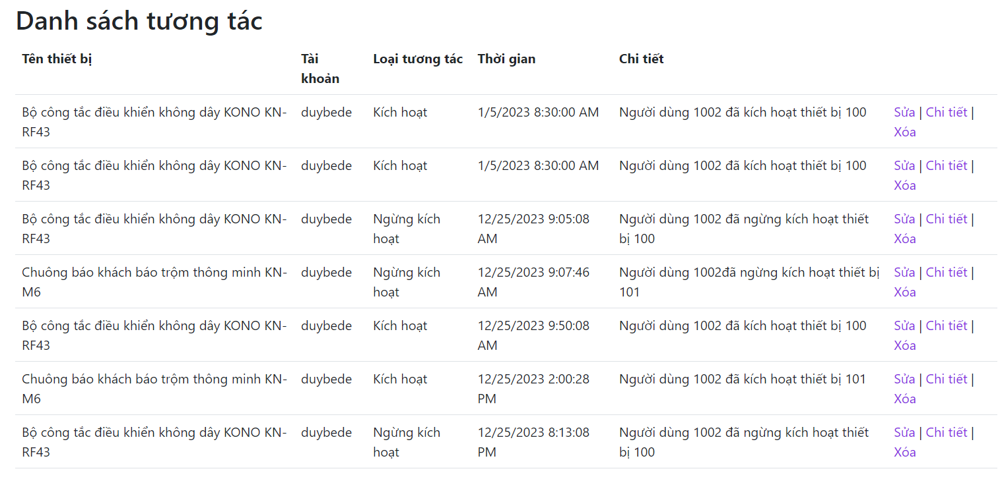 Danh sách tương tác
Tên thiết bị Tài khoản Loại tương tác Thời gian Chi tiết
Bộ công tắc điều khiển không dây KONO KN-RF43 duybede Kích hoạt 1/5/2023 8:30:00 AM Người dùng 1002 đã kích hoạt thiết bị 100 Sửa | Chi tiết | Xóa
Bộ công tắc điều khiển không dây KONO KN-RF43 duybede Kích hoạt 1/5/2023 8:30:00 AM Người dùng 1002 đã kích hoạt thiết bị 100 Sửa | Chi tiết | Xóa
Bộ công tắc điều khiển không dây KONO KN-RF43 duybede Ngừng kích hoạt 12/25/2023 9:05:08 AM Người dùng 1002 đã ngừng kích hoạt thiết bị 100 Sửa | Chi tiết | Xóa
Chuông báo khách báo trộm thông minh KN-M6 duybede Ngừng kích hoạt 12/25/2023 9:07:46 AM Người dùng 1002đã ngừng kích hoạt thiết bị 101 Sửa | Chi tiết | Xóa
Bộ công tắc điều khiển không dây KONO KN-RF43 duybede Kích hoạt 12/25/2023 9:50:08 AM Người dùng 1002 đã kích hoạt thiết bị 100 Sửa | Chi tiết | Xóa
Chuông báo khách báo trộm thông minh KN-M6 duybede Kích hoạt 12/25/2023 2:00:28 PM Người dùng 1002 đã kích hoạt thiết bị 101 Sửa | Chi tiết | Xóa
Bộ công tắc điều khiển không dây KONO KN-RF43 duybede Ngừng kích hoạt 12/25/2023 8:13:08 PM Người dùng 1002 đã ngừng kích hoạt thiết bị 100 Sửa | Chi tiết | Xóa